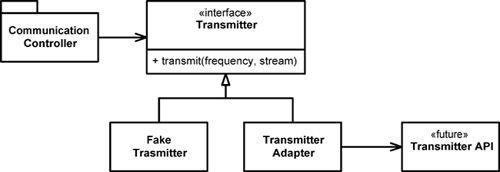 Communication
Controller
«interface»
Transmitter
+ transmit(frequency, stream)
Fake
Trasmitter
Transmitter
Adapter
«future»
Transmitter API